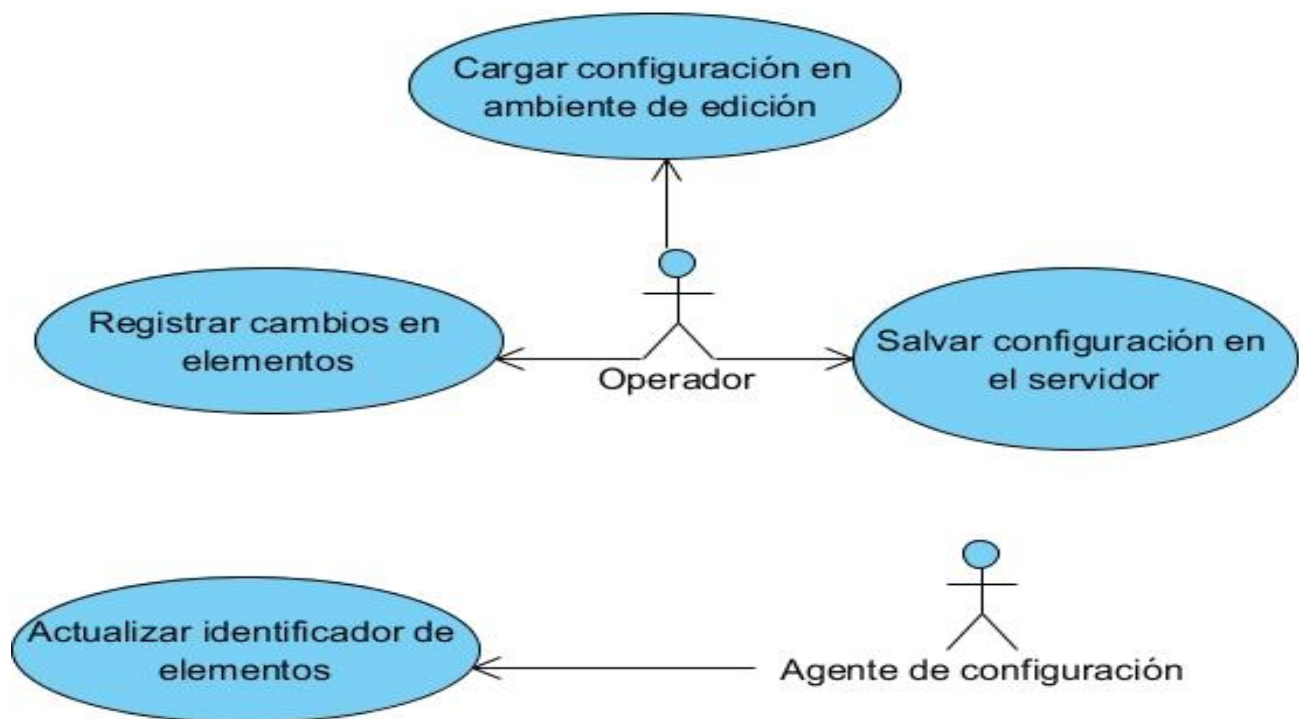 Cargar configuración en
ambiente de edición
Registrar cambios en
elementos
Operador
Salvar configuración en
el servidor
Actualizar identificador de
elementos
Agente de configuración